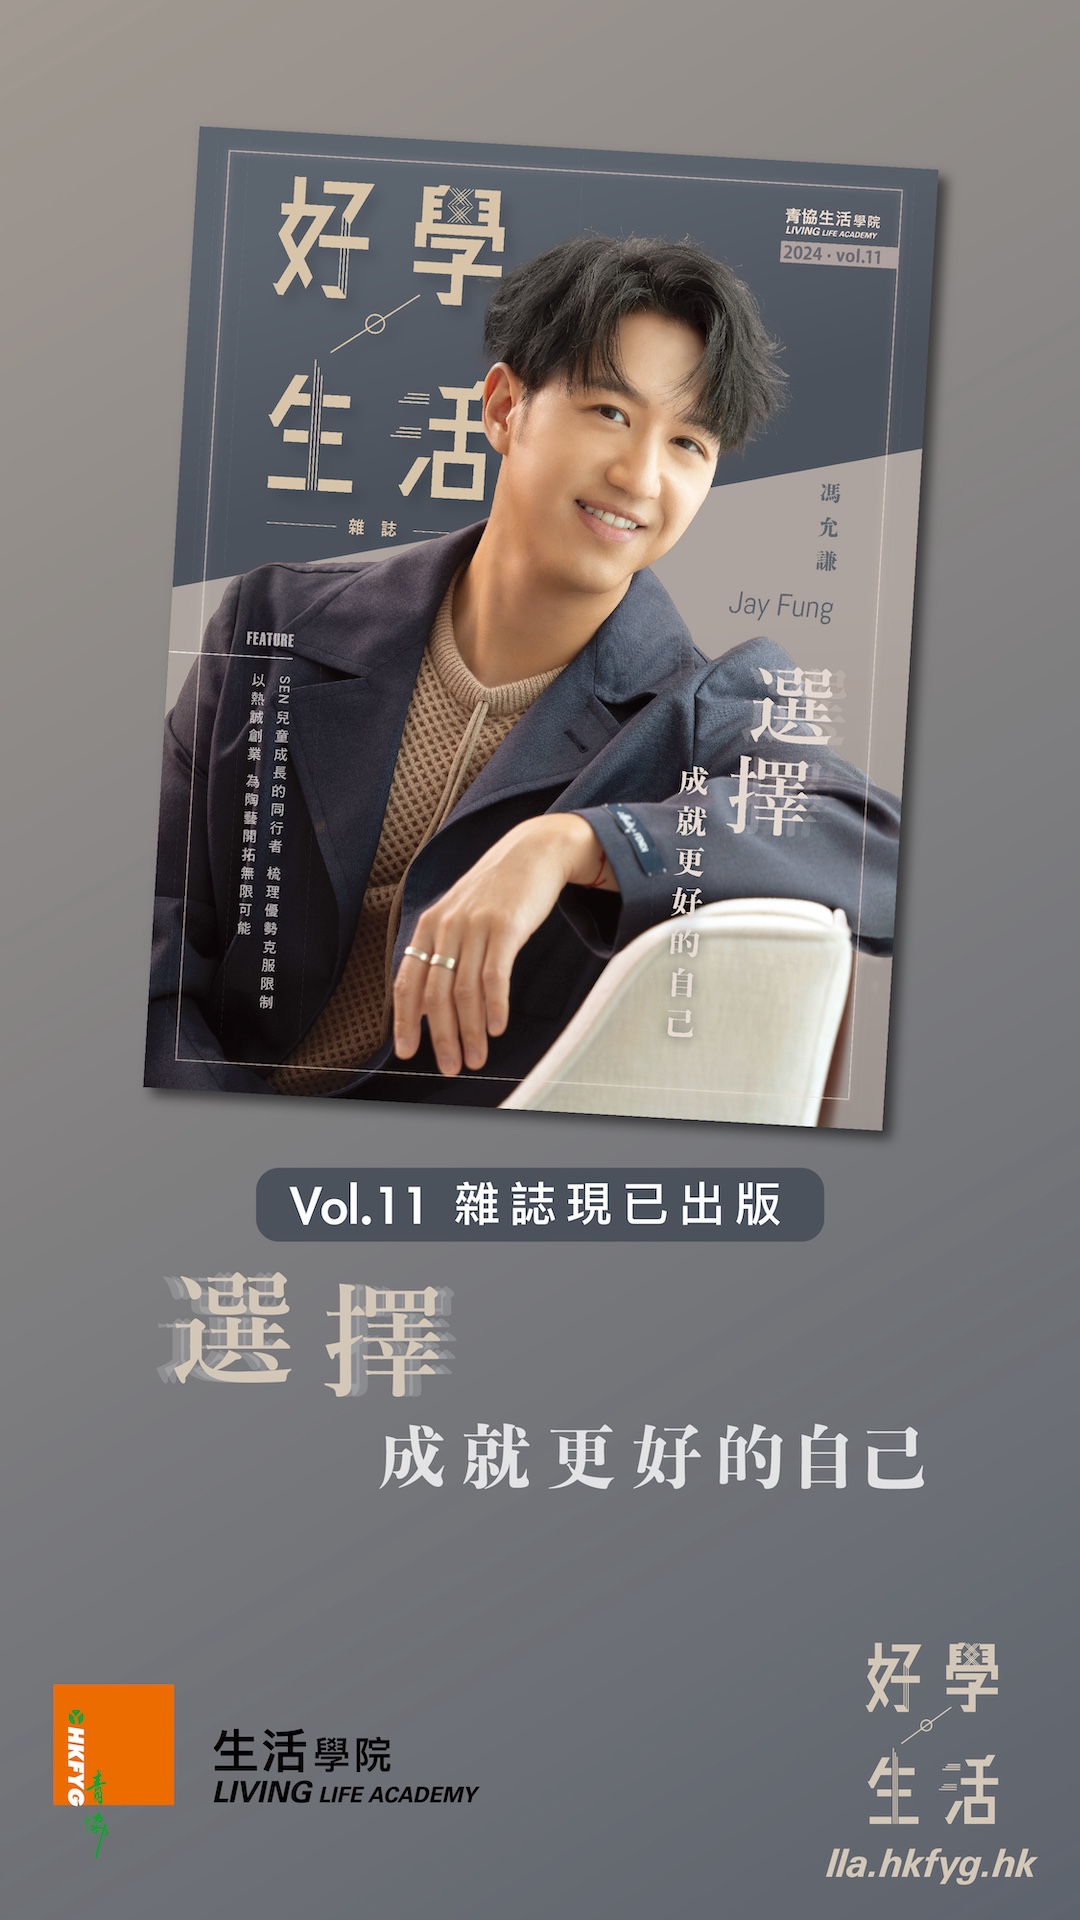 好學
生活
雜誌
青協生活學院
LIVING LIFE ACADEMY
2024 · vol.11
馮允謙
Jay Fung
選擇
成就更好的自己
FEATURE
SEN 兒童成長的同行者 梳理優勢克服限制
以熱誠創業 為陶藝開拓無限可能
Vol.11 雜誌現已出版
選擇
成就更好的自己
HKFYG
青協
生活學院
LIVING LIFE ACADEMY
好學
生活
lla.hkfyg.hk